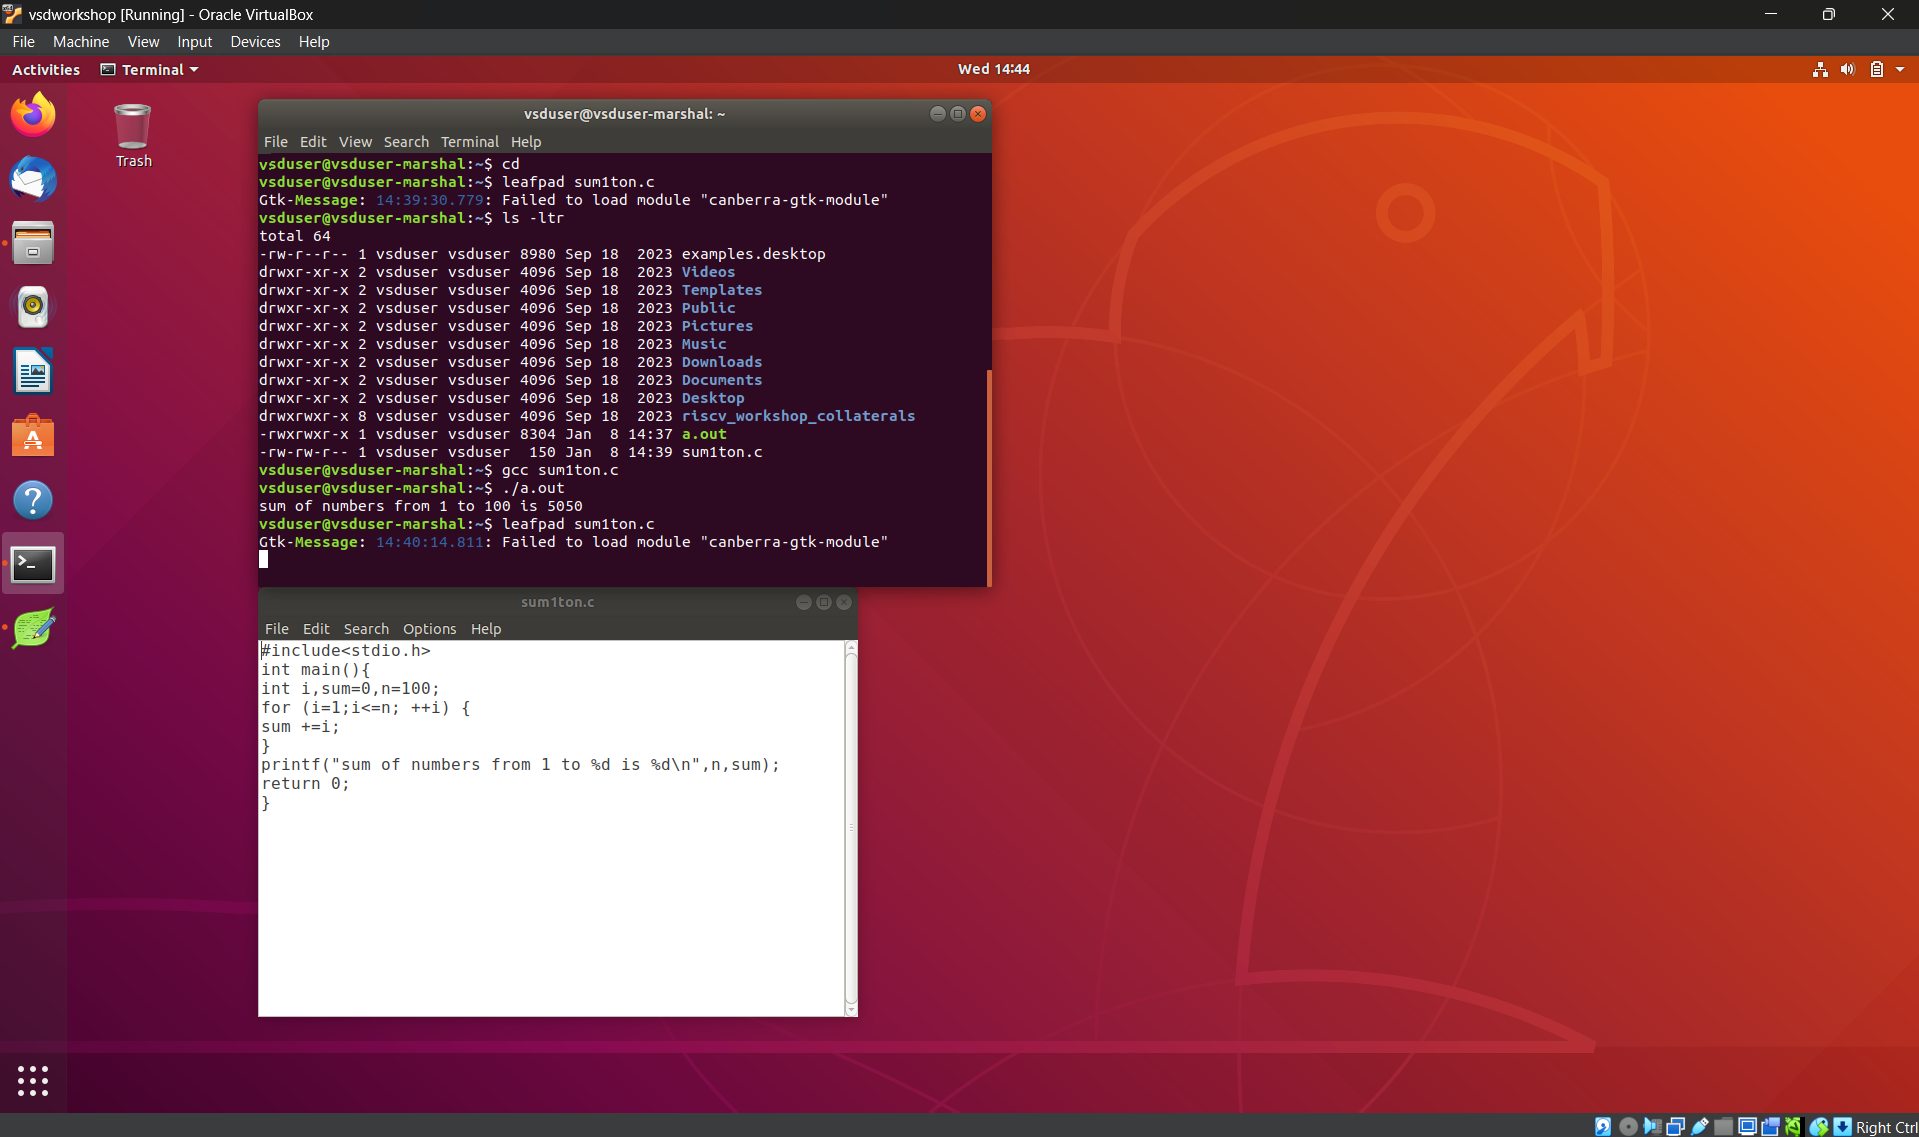 vsdworkshop [Running] - Oracle VirtualBox
File Machine View Input Devices Help
Activities Terminal Wed 14:44
Trash
vsduser@vsduser-marshal: ~
File Edit View Search Terminal Help
vsduser@vsduser-marshal:~$ cd
vsduser@vsduser-marshal:~$ leafpad sum1ton.c
Gtk-Message: 14:39:30.779: Failed to load module "canberra-gtk-module"
vsduser@vsduser-marshal:~$ ls -ltr
total 64
-rw-r--r-- 1 vsduser vsduser 8980 Sep 18  2023 examples.desktop
drwxr-xr-x 2 vsduser vsduser 4096 Sep 18  2023 Videos
drwxr-xr-x 2 vsduser vsduser 4096 Sep 18  2023 Templates
drwxr-xr-x 2 vsduser vsduser 4096 Sep 18  2023 Public
drwxr-xr-x 2 vsduser vsduser 4096 Sep 18  2023 Pictures
drwxr-xr-x 2 vsduser vsduser 4096 Sep 18  2023 Music
drwxr-xr-x 2 vsduser vsduser 4096 Sep 18  2023 Downloads
drwxr-xr-x 2 vsduser vsduser 4096 Sep 18  2023 Documents
drwxr-xr-x 2 vsduser vsduser 4096 Sep 18  2023 Desktop
drwxrwxr-x 8 vsduser vsduser 4096 Sep 18  2023 riscv_workshop_collaterals
-rwxrwxr-x 1 vsduser vsduser 8304 Jan  8 14:37 a.out
-rw-rw-r-- 1 vsduser vsduser  150 Jan  8 14:39 sum1ton.c
vsduser@vsduser-marshal:~$ gcc sum1ton.c
vsduser@vsduser-marshal:~$ ./a.out
sum of numbers from 1 to 100 is 5050
vsduser@vsduser-marshal:~$ leafpad sum1ton.c
Gtk-Message: 14:40:14.811: Failed to load module "canberra-gtk-module"
sum1ton.c
File Edit Search Options Help
#include<stdio.h>
int main(){
int i,sum=0,n=100;
for (i=1;i<=n; ++i) {
sum +=i;
}
printf("sum of numbers from 1 to %d is %d\n",n,sum);
return 0;
}
Right Ctrl